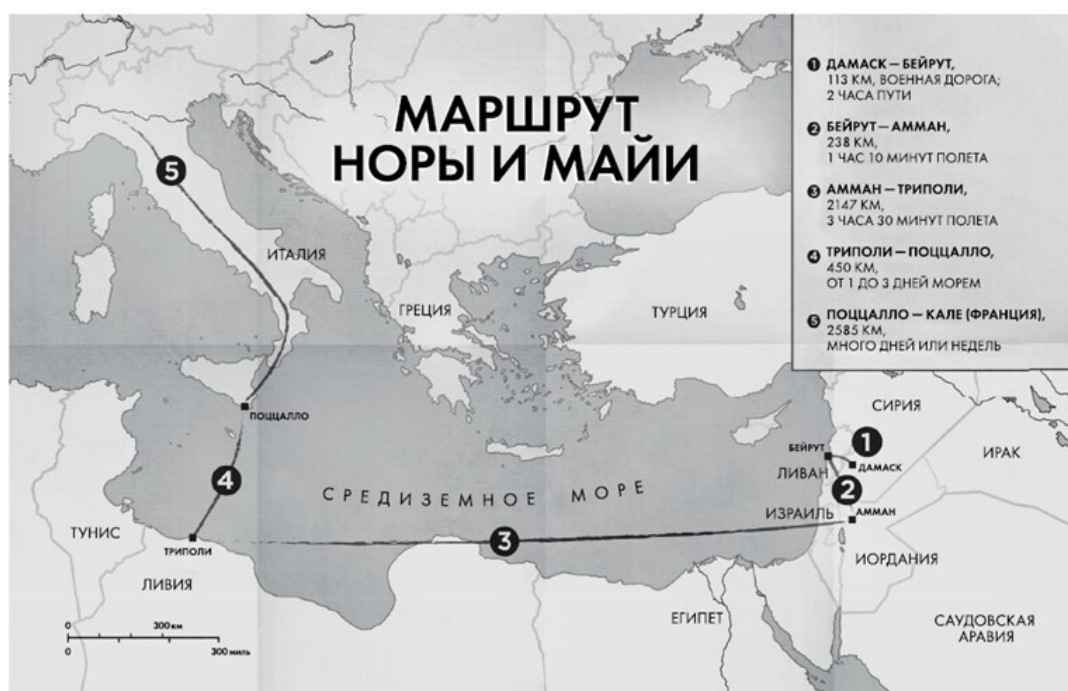 МАРШРУТ
НОРЫ И МАЙИ
1 ДАМАСК — БЕЙРУТ,
113 КМ, ВОЕННАЯ ДОРОГА;
2 ЧАСА ПУТИ
2 БЕЙРУТ — АММАН,
238 КМ,
1 ЧАС 10 МИНУТ ПОЛЕТА
3 АММАН — ТРИПОЛИ,
2147 КМ,
3 ЧАСА 30 МИНУТ ПОЛЕТА
4 ТРИПОЛИ — ПОЦЦАЛЛО,
450 КМ,
ОТ 1 ДО 3 ДНЕЙ МОРЕМ
5 ПОЦЦАЛЛО — КАЛЕ (ФРАНЦИЯ),
2585 КМ,
МНОГО ДНЕЙ ИЛИ НЕДЕЛЬ
5
ИТАЛИЯ
ГРЕЦИЯ
ТУРЦИЯ
ПОЦЦАЛЛО
СИРИЯ
1
БЕЙРУТ
ДАМАСК
ИРАК
ЛИВАН
2
4
СРЕДИЗЕМНОЕ МОРЕ
ИЗРАИЛЬ
АММАН
ТУНИС
ТРИПОЛИ
3
ИОРДАНИЯ
ЛИВИЯ
ЕГИПЕТ
САУДОВСКАЯ
АРАВИЯ
0 300 км
0 300 миль